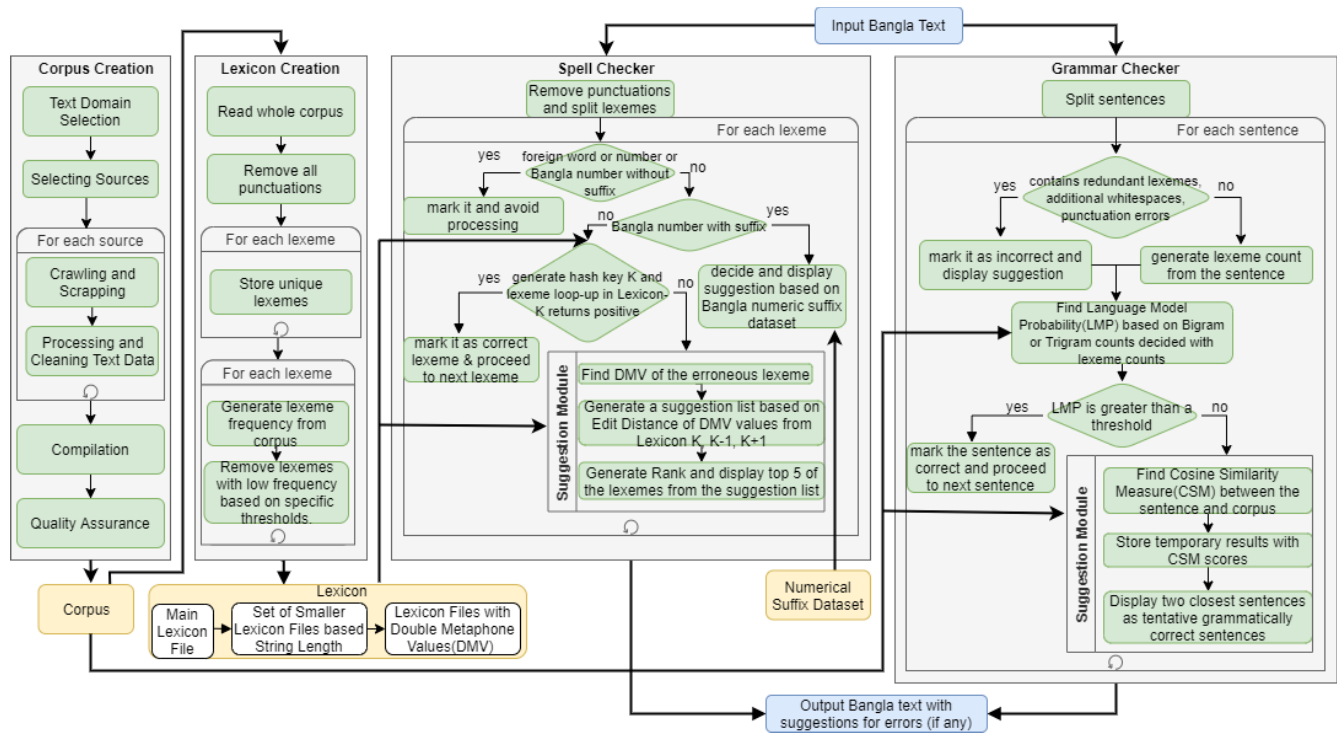 Input Bangla Text
Corpus Creation
Text Domain
Selection
Selecting Sources
For each source
Crawling and
Scrapping
Processing and
Cleaning Text Data
Compilation
Quality Assurance
Corpus
Lexicon Creation
Read whole corpus
Remove all
punctuations
For each lexeme
Store unique
lexemes
For each lexeme
Generate lexeme
frequency from
corpus
Remove lexemes
with low frequency
based on specific
thresholds.
Lexicon
Main
Lexicon
File
Set of Smaller
Lexicon Files based
String Length
Lexicon Files with
Double Metaphone
Values(DMV)
Spell Checker
Remove punctuations
and split lexemes
For each lexeme
foreign word or number or
Bangla number without
suffix
yes
no
mark it and avoid
processing
Bangla number with suffix
no
yes
generate hash key K and
lexeme loop-up in Lexicon-
K returns positive
yes
no
decide and display
suggestion based on
Bangla numeric suffix
dataset
mark it as correct
lexeme & proceed
to next lexeme
Suggestion Module
Find DMV of the erroneous lexeme
Generate a suggestion list based on
Edit Distance of DMV values from
Lexicon K, K-1, K+1
Generate Rank and display top 5 of
the lexemes from the suggestion list
Numerical
Suffix Dataset
Grammar Checker
Split sentences
For each sentence
contains redundant lexemes,
additional whitespaces,
punctuation errors
yes
no
mark it as incorrect and
display suggestion
generate lexeme count
from the sentence
Find Language Model
Probability(LMP) based on Bigram
or Trigram counts decided with
lexeme counts
LMP is greater than a
threshold
yes
no
mark the sentence as
correct and proceed
to next sentence
Suggestion Module
Find Cosine Similarity
Measure(CSM) between the
sentence and corpus
Store temporary results with
CSM scores
Display two closest sentences
as tentative grammatically
correct sentences
Output Bangla text with
suggestions for errors (if any)